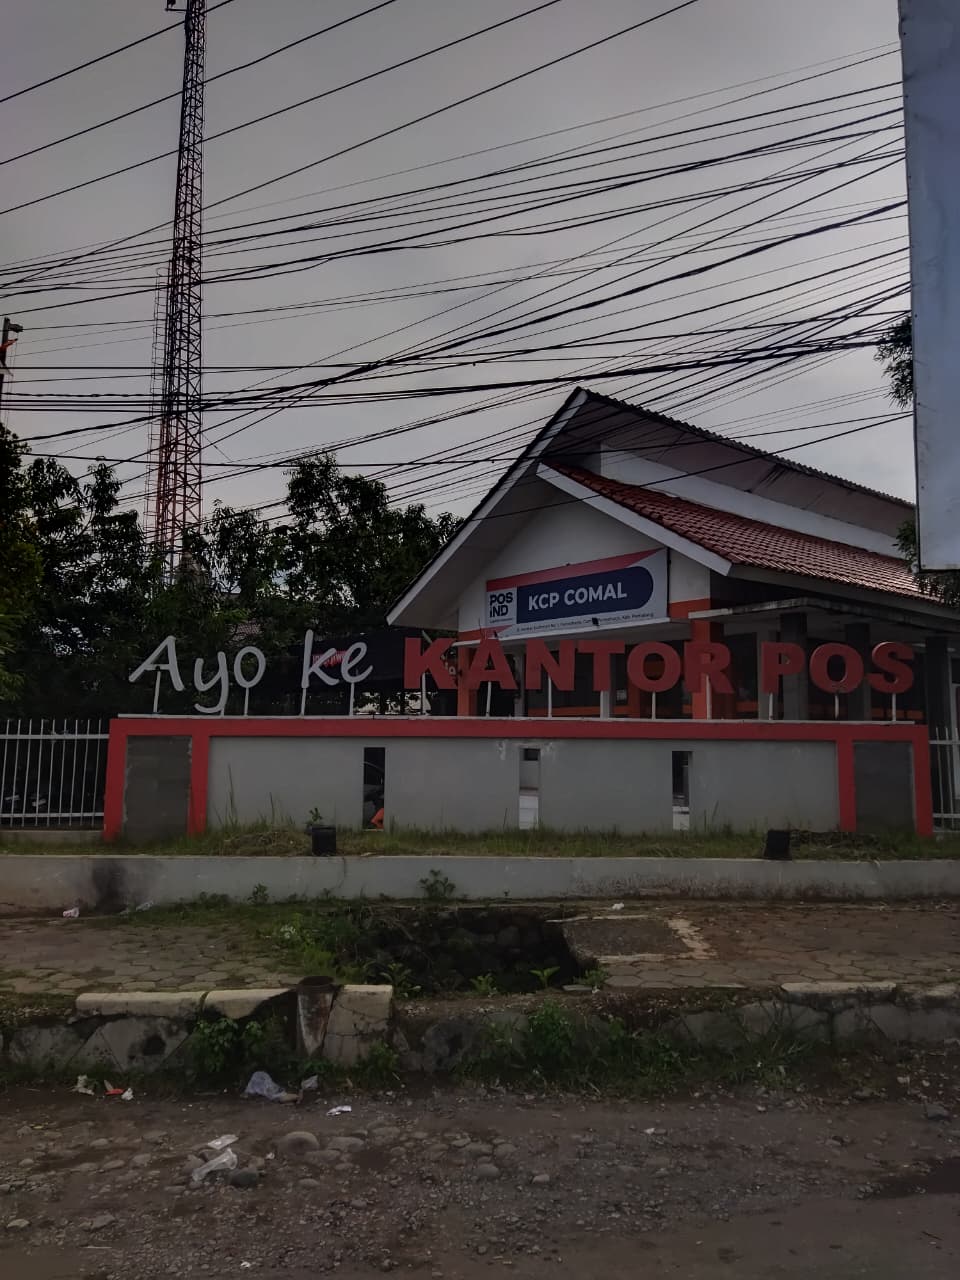 POS
IND
KCP COMAL
Ayo ke KANTOR POS